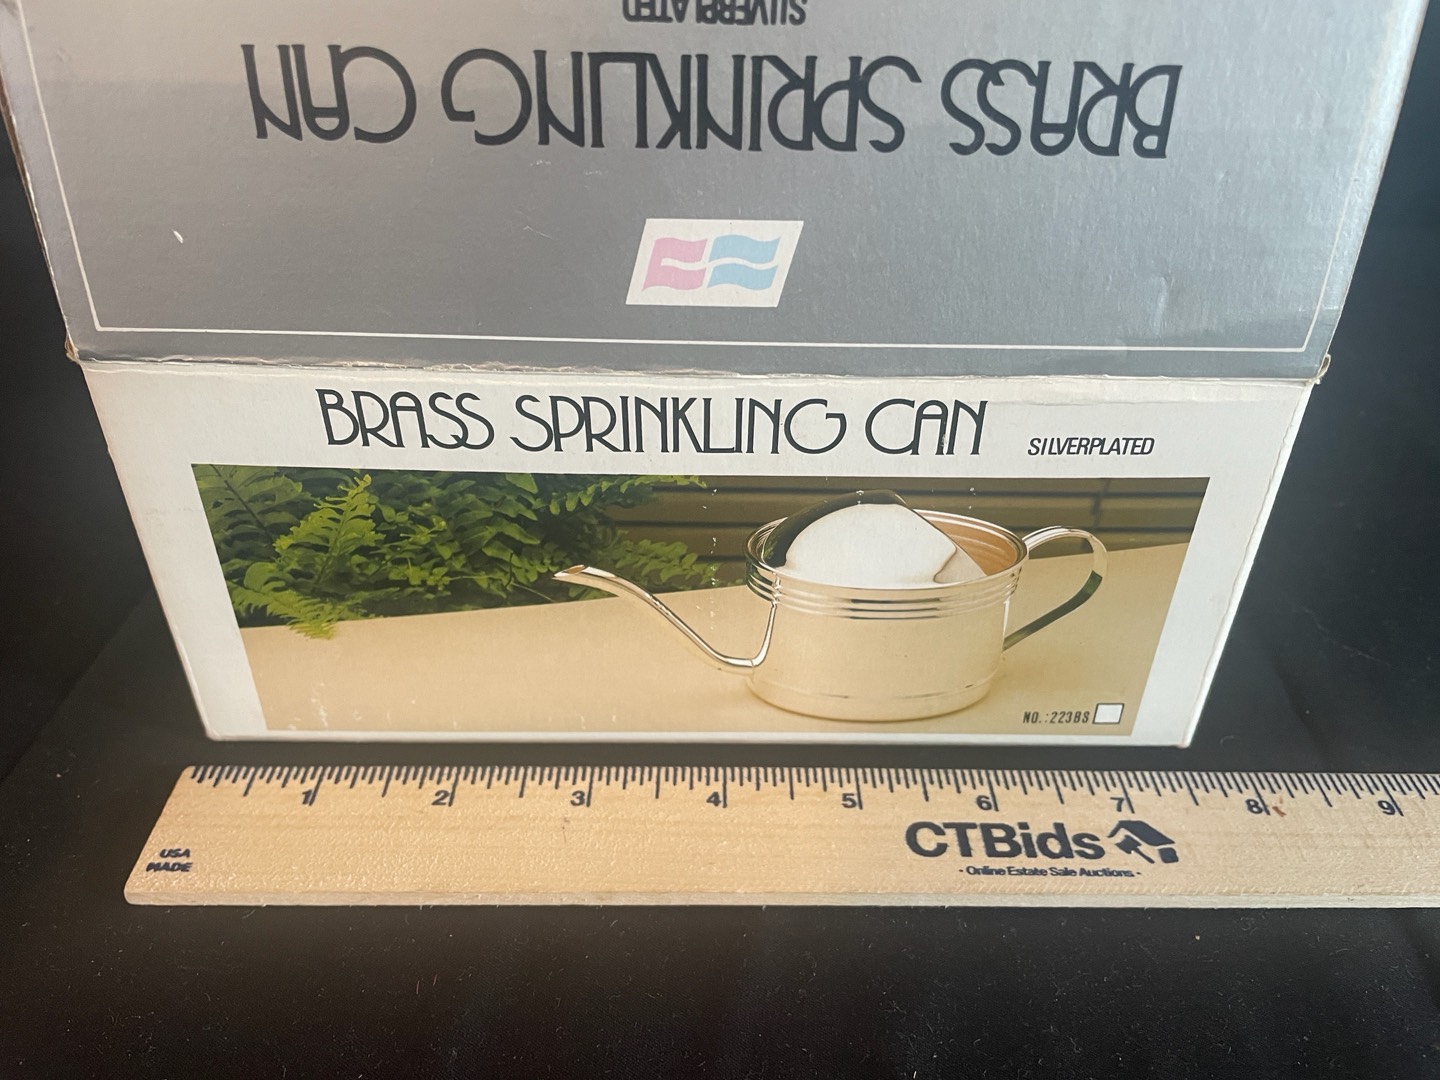 SILVERPLATED
BRASS SPRINKLING CAN
BRASS SPRINKLING CAN SILVERPLATED
NO.:223BS
1 2 3 4 5 6 7 8 9
USA
MADE
CTBids
- Online Estate Sale Auctions -